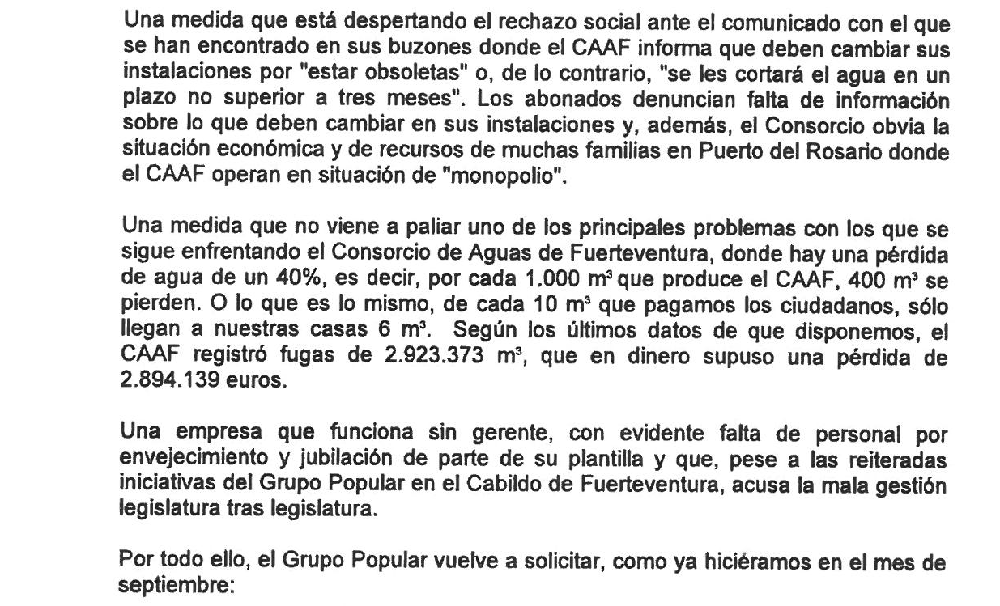 Una medida que está despertando el rechazo social ante el comunicado con el que
se han encontrado en sus buzones donde el CAAF informa que deben cambiar sus
instalaciones por "estar obsoletas" o, de lo contrario, "se les cortará el agua en un
plazo no superior a tres meses". Los abonados denuncian falta de información
sobre lo que deben cambiar en sus instalaciones y, además, el Consorcio obvia la
situación económica y de recursos de muchas familias en Puerto del Rosario donde
el CAAF operan en situación de "monopolio".

Una medida que no viene a paliar uno de los principales problemas con los que se
sigue enfrentando el Consorcio de Aguas de Fuerteventura, donde hay una pérdida
de agua de un 40%, es decir, por cada 1.000 m³ que produce el CAAF, 400 m³ se
pierden. O lo que es lo mismo, de cada 10 m³ que pagamos los ciudadanos, sólo
llegan a nuestras casas 6 m³. Según los últimos datos de que disponemos, el
CAAF registró fugas de 2.923.373 m³, que en dinero supuso una pérdida de
2.894.139 euros.

Una empresa que funciona sin gerente, con evidente falta de personal por
envejecimiento y jubilación de parte de su plantilla y que, pese a las reiteradas
iniciativas del Grupo Popular en el Cabildo de Fuerteventura, acusa la mala gestión
legislatura tras legislatura.

Por todo ello, el Grupo Popular vuelve a solicitar, como ya hiciéramos en el mes de
septiembre: